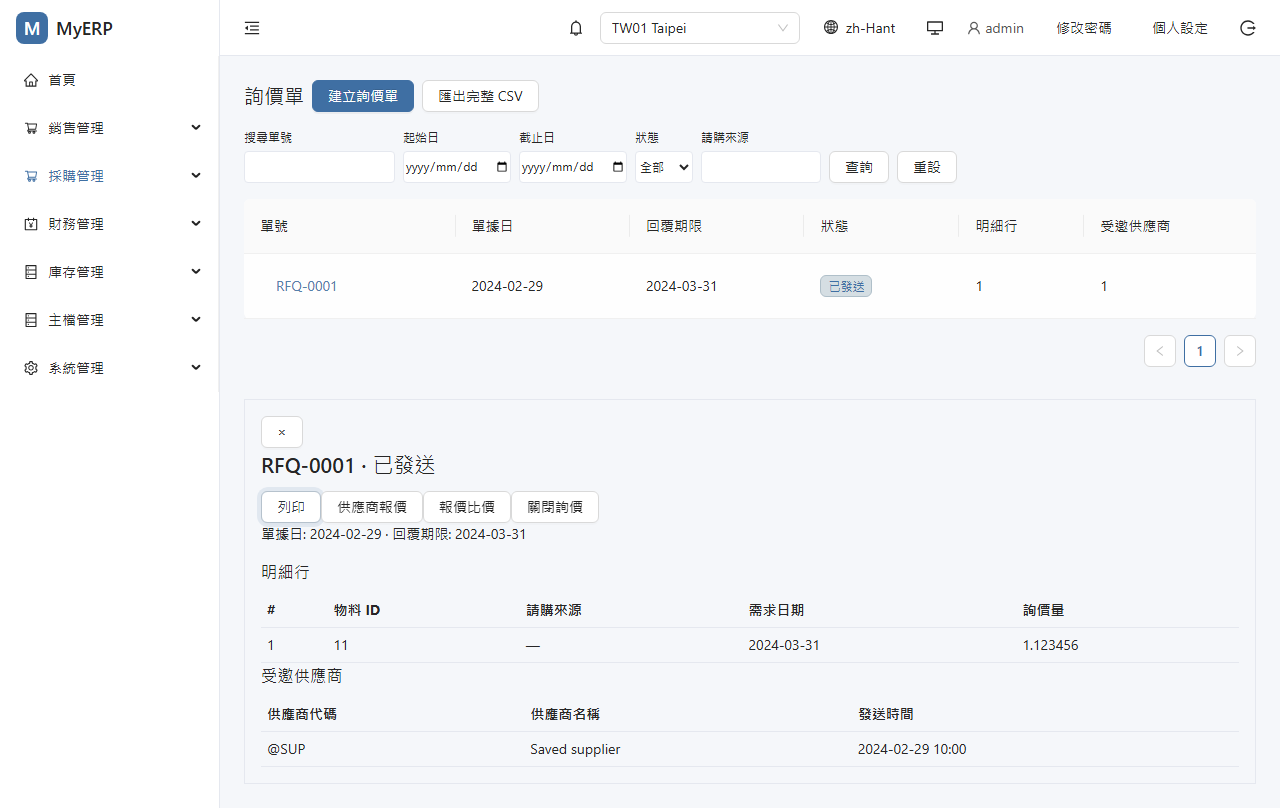 M MyERP
TW01 Taipei
zh-Hant
admin
修改密碼
個人設定
首頁
銷售管理
採購管理
財務管理
庫存管理
主檔管理
系統管理
詢價單 建立詢價單 匯出完整 CSV
搜尋單號 起始日 截止日 狀態 請購來源
yyyy/mm/dd yyyy/mm/dd 全部 查詢 重設
單號 單據日 回覆期限 狀態 明細行 受邀供應商
RFQ-0001 2024-02-29 2024-03-31 已發送 1 1
< 1 >
×
RFQ-0001 · 已發送
列印 供應商報價 報價比價 關閉詢價
單據日: 2024-02-29 · 回覆期限: 2024-03-31
明細行
# 物料 ID 請購來源 需求日期 詢價量
1 11 — 2024-03-31 1.123456
受邀供應商
供應商代碼 供應商名稱 發送時間
@SUP Saved supplier 2024-02-29 10:00